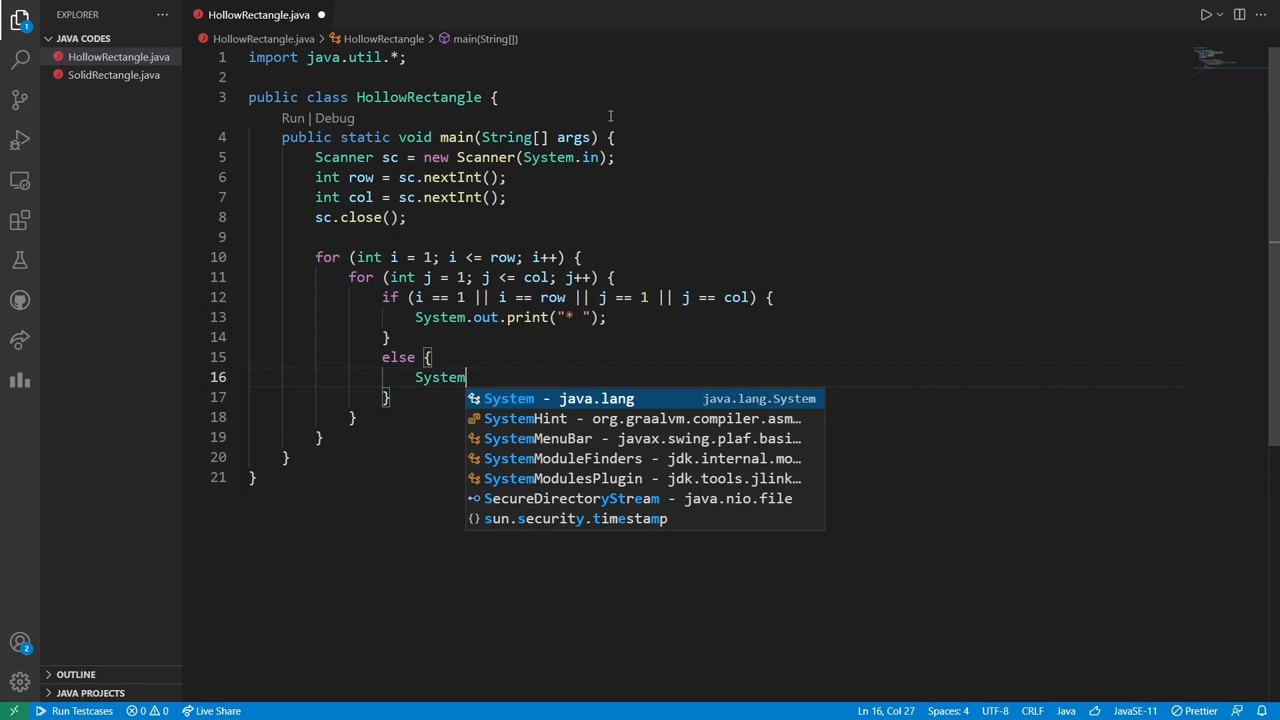 EXPLORER
JAVA CODES
HollowRectangle.java
SolidRectangle.java
OUTLINE
JAVA PROJECTS
HollowRectangle.java
HollowRectangle.java > HollowRectangle > main(String[])
1 import java.util.*;
2
3 public class HollowRectangle {
Run | Debug
4 public static void main(String[] args) {
5 Scanner sc = new Scanner(System.in);
6 int row = sc.nextInt();
7 int col = sc.nextInt();
8 sc.close();
9
10 for (int i = 1; i <= row; i++) {
11 for (int j = 1; j <= col; j++) {
12 if (i == 1 || i == row || j == 1 || j == col) {
13 System.out.print("* ");
14 }
15 else {
16 System
17 }
18 }
19 }
20 }
21 }
System - java.lang java.lang.System
SystemHint - org.graalvm.compiler.asm…
SystemMenuBar - javax.swing.plaf.basi…
SystemModuleFinders - jdk.internal.mo…
SystemModulesPlugin - jdk.tools.jlink…
SecureDirectoryStream - java.nio.file
{} sun.security.timestamp
1
2
Run Testcases 0 0 Live Share Ln 16, Col 27 Spaces: 4 UTF-8 CRLF Java JavaSE-11 Prettier